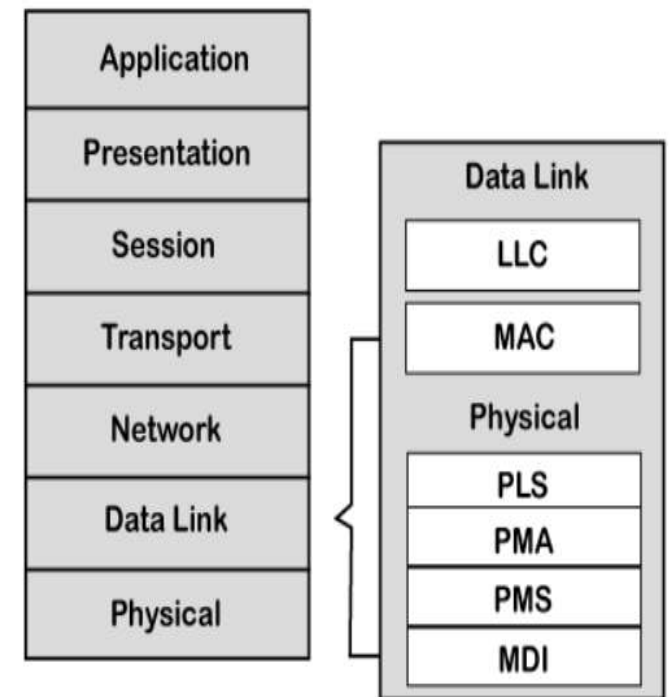 Application
Presentation
Session
Transport
Network
Data Link
Physical
Data Link
LLC
MAC
Physical
PLS
PMA
PMS
MDI